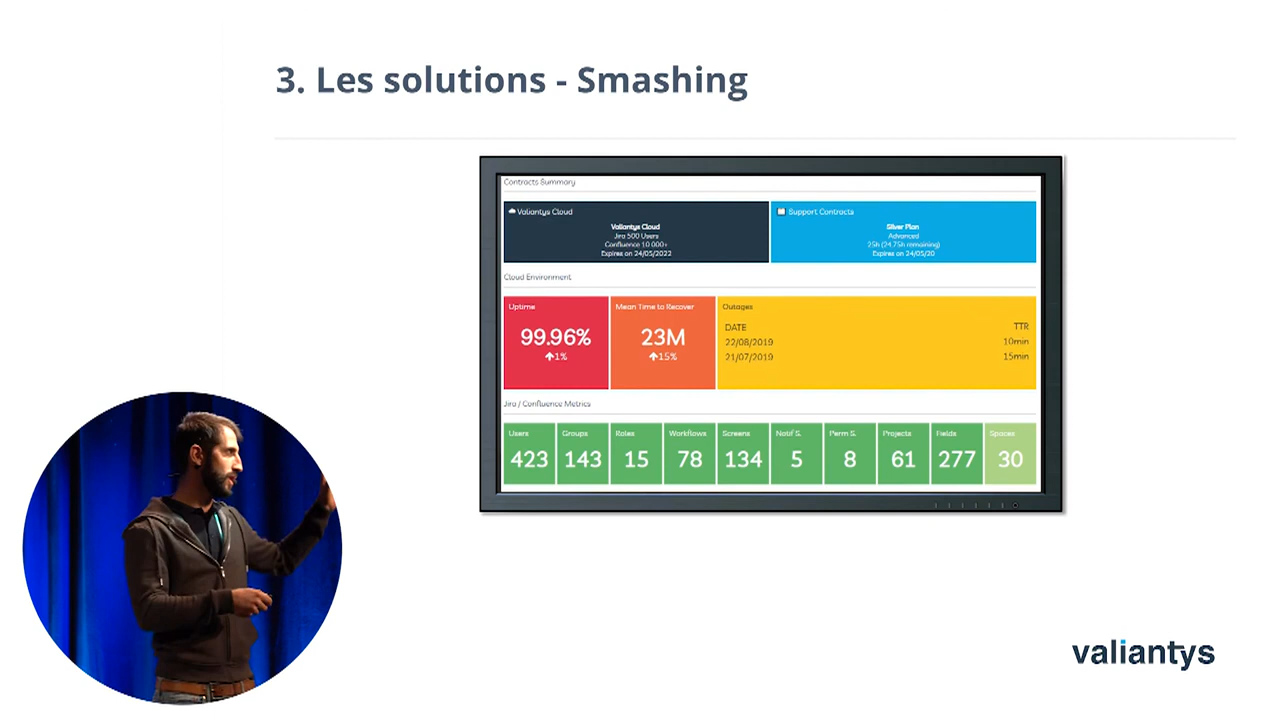 3. Les solutions - Smashing
Contracts Summary
Valiantys Cloud
Valiantys Cloud
Jira 500 Users
Confluence 10 000+
Expires on 24/05/2022
Support Contracts
Silver Plan
Advanced
25h (24.75h remaining)
Expires on 24/05/20
Cloud Environment
Uptime
99.96%
1%
Mean Time to Recover
23M
15%
Outages
DATE TTR
22/08/2019 10min
21/07/2019 15min
Jira / Confluence Metrics
Users Groups Roles Workflows Screens Notif S. Perm S. Projects Fields Spaces
423 143 15 78 134 5 8 61 277 30
valiantys